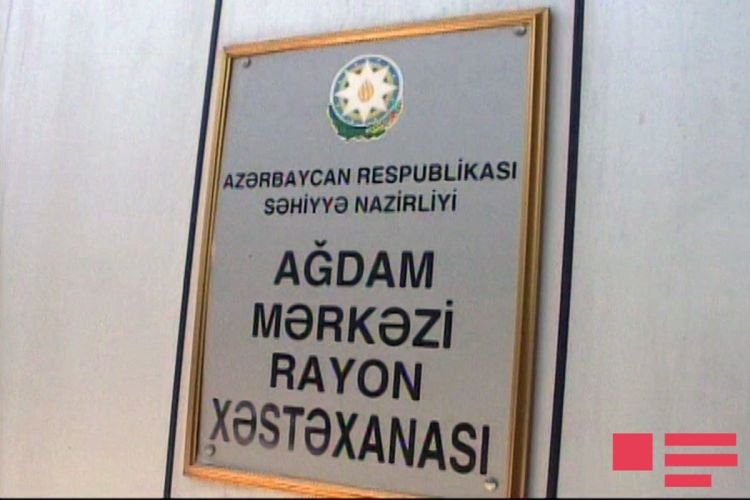 AZƏRBAYCAN RESPUBLİKASI
SƏHİYYƏ NAZİRLİYİ
AĞDAM
MƏRKƏZİ
RAYON
XƏSTƏXANASI